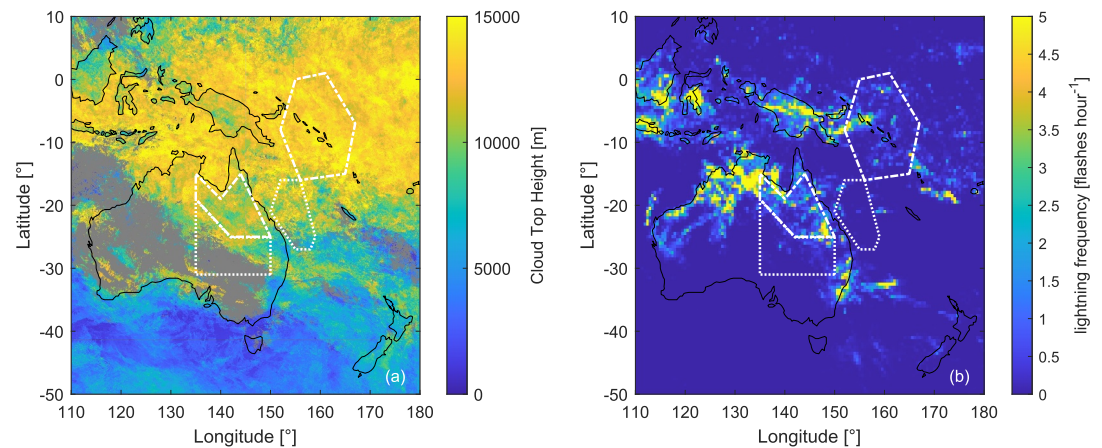 10
0
-10
-20
-30
-40
-50
Latitude [°]
110 120 130 140 150 160 170 180
Longitude [°]
(a)
15000
10000
5000
0
Cloud Top Height [m]
10
0
-10
-20
-30
-40
-50
Latitude [°]
110 120 130 140 150 160 170 180
Longitude [°]
(b)
5
4.5
4
3.5
3
2.5
2
1.5
1
0.5
0
lightning frequency [flashes hour⁻¹]